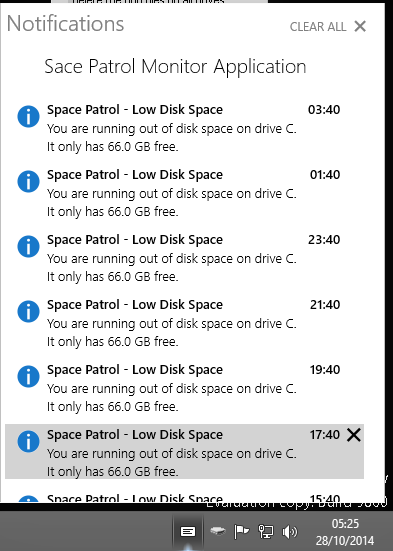 Notifications
CLEAR ALL
Sace Patrol Monitor Application
Space Patrol - Low Disk Space 03:40
You are running out of disk space on drive C.
It only has 66.0 GB free.
Space Patrol - Low Disk Space 01:40
You are running out of disk space on drive C.
It only has 66.0 GB free.
Space Patrol - Low Disk Space 23:40
You are running out of disk space on drive C.
It only has 66.0 GB free.
Space Patrol - Low Disk Space 21:40
You are running out of disk space on drive C.
It only has 66.0 GB free.
Space Patrol - Low Disk Space 19:40
You are running out of disk space on drive C.
It only has 66.0 GB free.
Space Patrol - Low Disk Space 17:40
You are running out of disk space on drive C.
It only has 66.0 GB free.
Space Patrol - Low Disk Space 15:40
Evaluation copy. Build 9860
05:25
28/10/2014